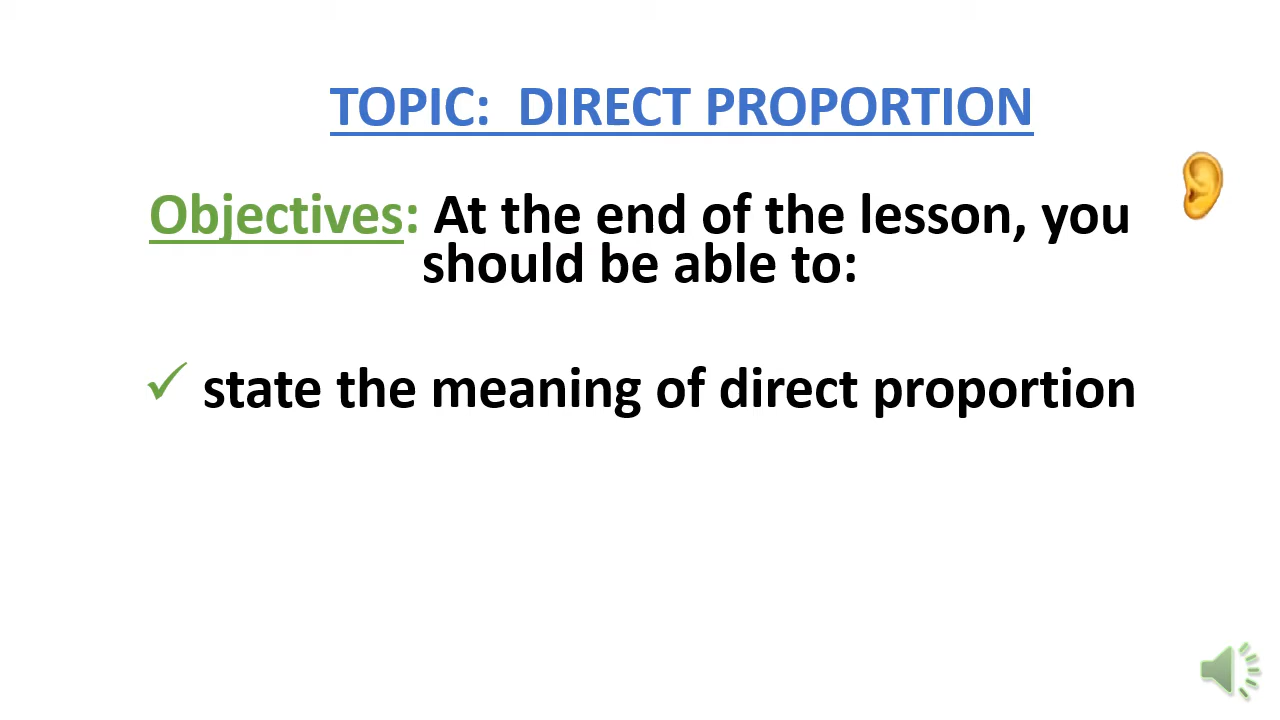 TOPIC:  DIRECT PROPORTION
Objectives: At the end of the lesson, you
should be able to:
✓ state the meaning of direct proportion